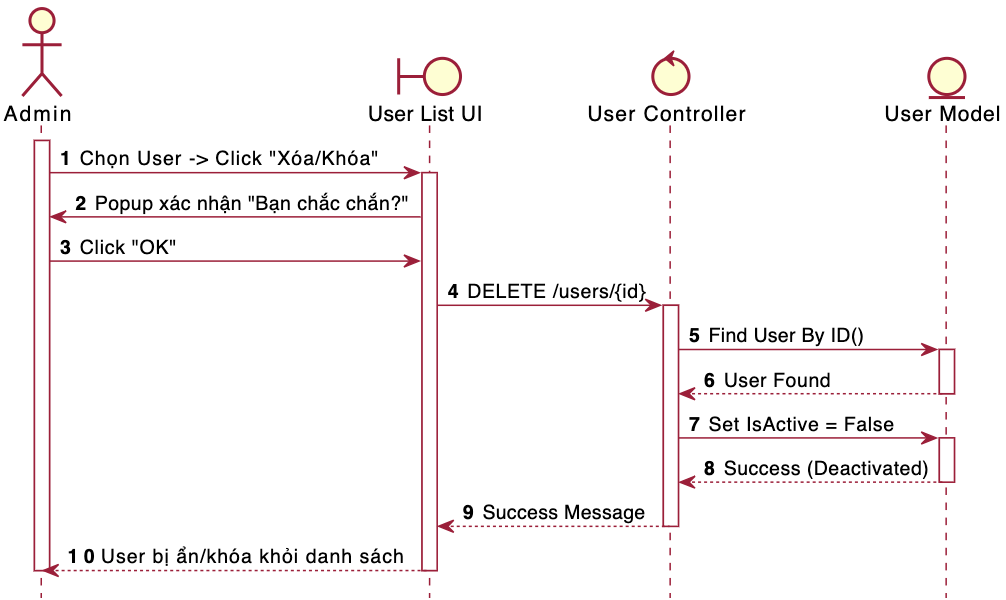 Admin
User List UI
User Controller
User Model
1 Chọn User -> Click "Xóa/Khóa"
2 Popup xác nhận "Bạn chắc chắn?"
3 Click "OK"
4 DELETE /users/{id}
5 Find User By ID()
6 User Found
7 Set IsActive = False
8 Success (Deactivated)
9 Success Message
10 User bị ẩn/khóa khỏi danh sách